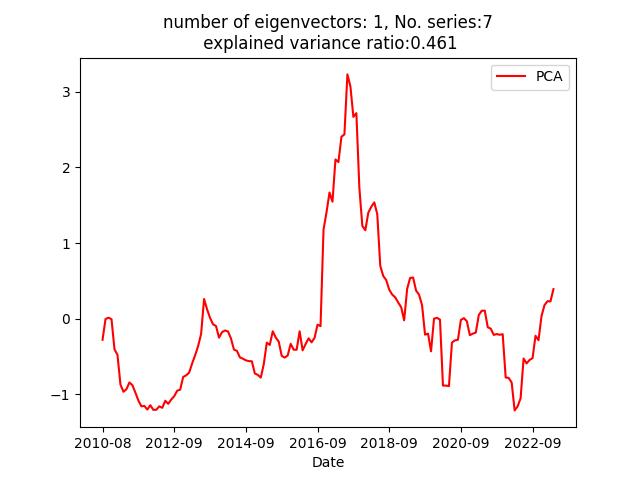 number of eigenvectors: 1, No. series:7
explained variance ratio:0.461
PCA
3
2
1
0
−1
2010-08 2012-09 2014-09 2016-09 2018-09 2020-09 2022-09
Date